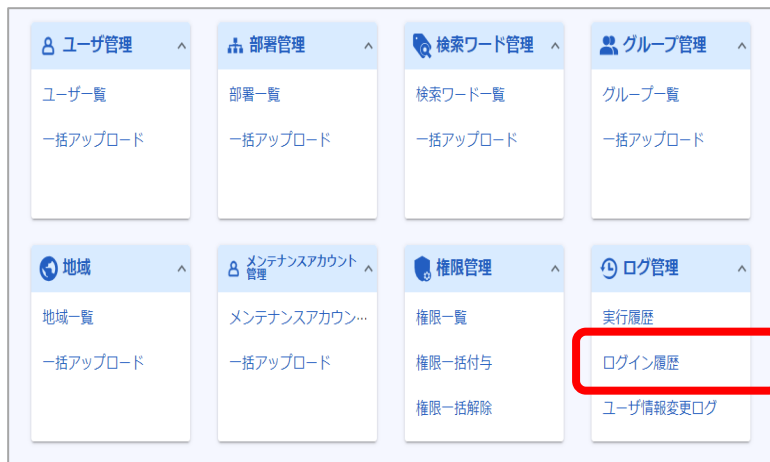 ユーザ管理
ユーザー覧
一括アップロード
部署管理
部署一覧
一括アップロード
検索ワード管理
検索ワード一覧
一括アップロード
グループ管理
グループ一覧
一括アップロード
地域
地域一覧
一括アップロード
メンテナンスアカウント
管理
メンテナンスアカウン…
一括アップロード
権限管理
権限一覧
権限一括付与
権限一括解除
ログ管理
実行履歴
ログイン履歴
ユーザ情報変更ログ